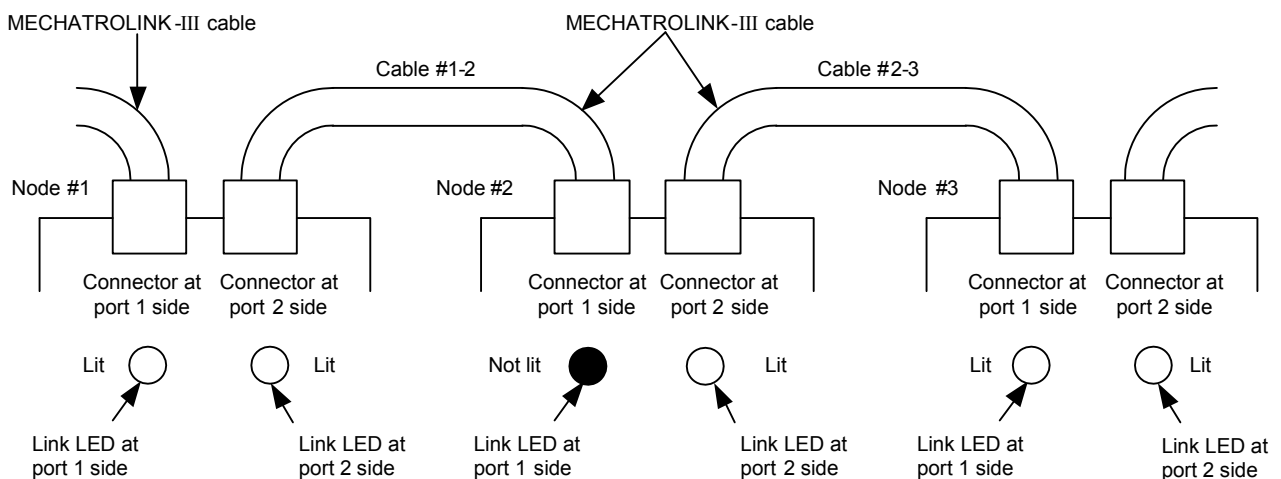 MECHATROLINK-III cable
MECHATROLINK-III cable
Cable #1-2
Cable #2-3
Node #1
Node #2
Node #3
Connector at
port 1 side
Connector at
port 2 side
Connector at
port 1 side
Connector at
port 2 side
Connector at
port 1 side
Connector at
port 2 side
Lit
Lit
Not lit
Lit
Lit
Lit
Link LED at
port 1 side
Link LED at
port 2 side
Link LED at
port 1 side
Link LED at
port 2 side
Link LED at
port 1 side
Link LED at
port 2 side